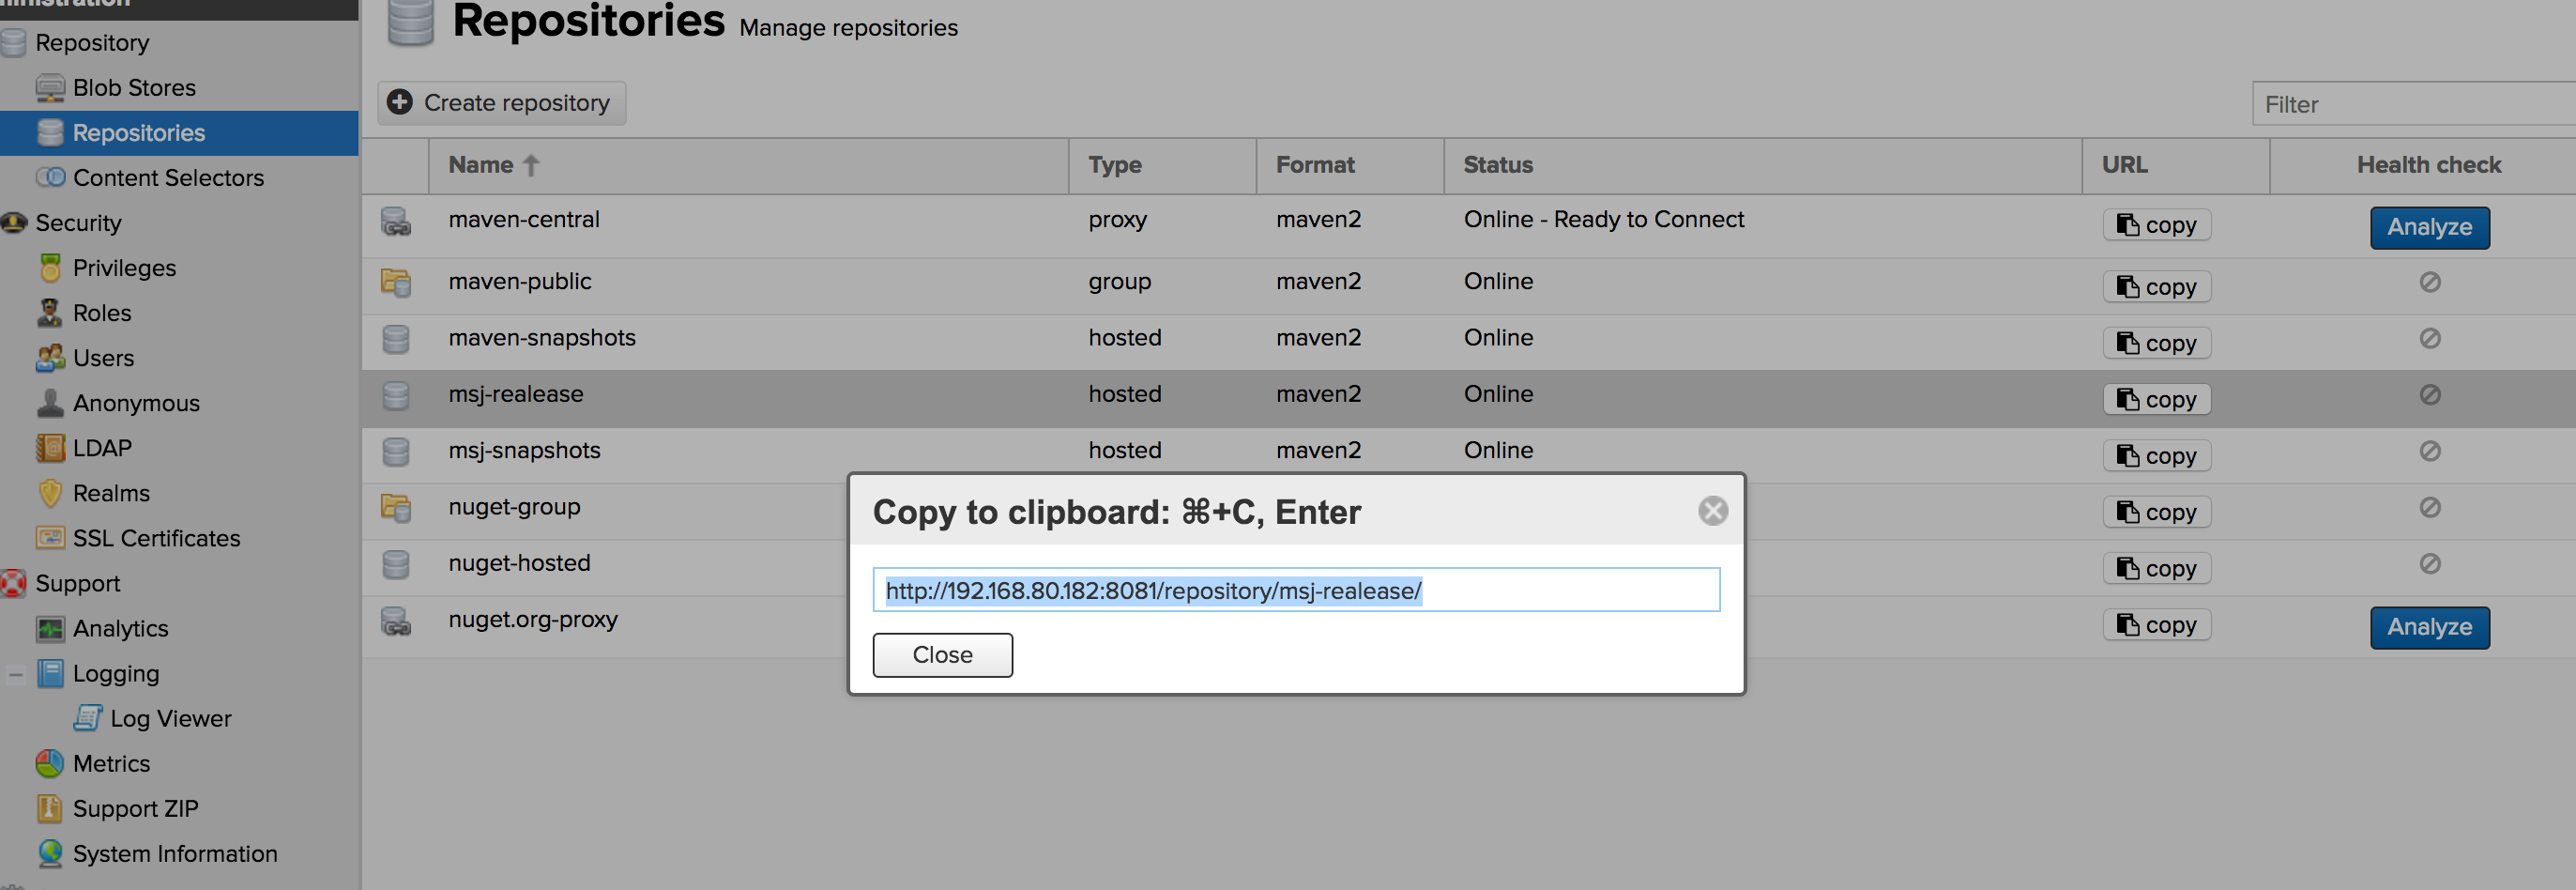 Repository
Blob Stores
Repositories
Content Selectors
Security
Privileges
Roles
Users
Anonymous
LDAP
Realms
SSL Certificates
Support
Analytics
Logging
Log Viewer
Metrics
Support ZIP
System Information
Repositories Manage repositories
Create repository
Filter
Name Type Format Status URL Health check
maven-central proxy maven2 Online - Ready to Connect copy Analyze
maven-public group maven2 Online copy
maven-snapshots hosted maven2 Online copy
msj-realease hosted maven2 Online copy
msj-snapshots hosted maven2 Online copy
nuget-group copy
nuget-hosted copy
nuget.org-proxy copy Analyze
Copy to clipboard: ⌘+C, Enter
http://192.168.80.182:8081/repository/msj-realease/
Close